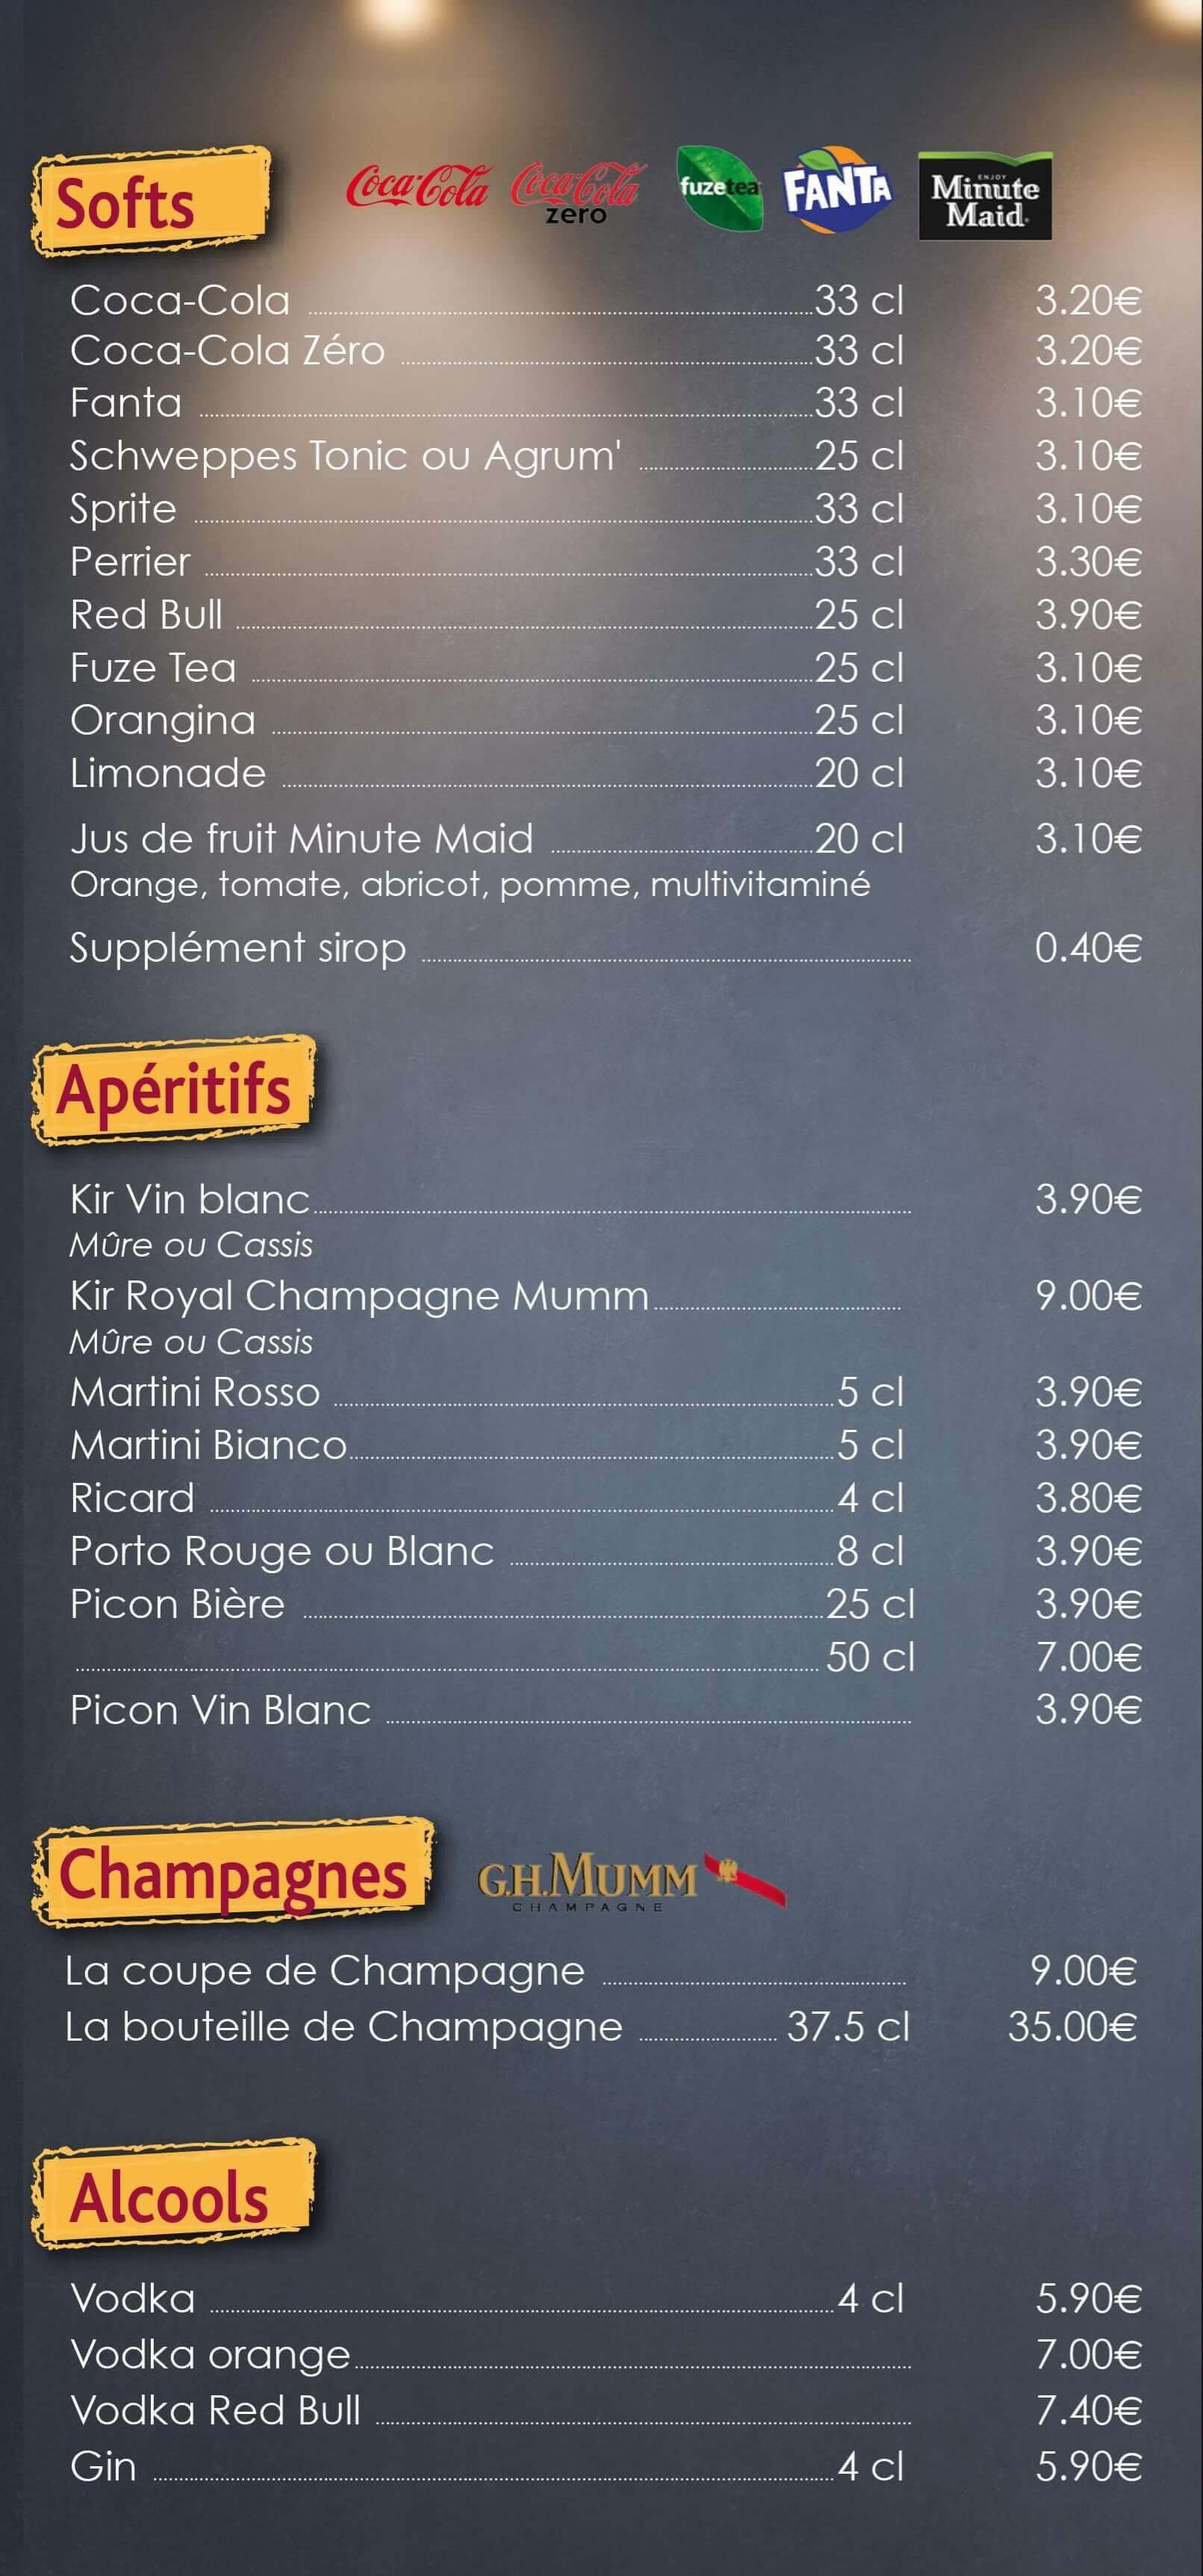 Softs
Coca-Cola Coca-Cola zero fuzetea FANTA ENJOY Minute Maid
Coca-Cola 33 cl 3.20€
Coca-Cola Zéro 33 cl 3.20€
Fanta 33 cl 3.10€
Schweppes Tonic ou Agrum' 25 cl 3.10€
Sprite 33 cl 3.10€
Perrier 33 cl 3.30€
Red Bull 25 cl 3.90€
Fuze Tea 25 cl 3.10€
Orangina 25 cl 3.10€
Limonade 20 cl 3.10€
Jus de fruit Minute Maid 20 cl 3.10€
Orange, tomate, abricot, pomme, multivitaminé
Supplément sirop 0.40€
Apéritifs
Kir Vin blanc 3.90€
Mûre ou Cassis
Kir Royal Champagne Mumm 9.00€
Mûre ou Cassis
Martini Rosso 5 cl 3.90€
Martini Bianco 5 cl 3.90€
Ricard 4 cl 3.80€
Porto Rouge ou Blanc 8 cl 3.90€
Picon Bière 25 cl 3.90€
50 cl 7.00€
Picon Vin Blanc 3.90€
Champagnes
G.H.MUMM
CHAMPAGNE
La coupe de Champagne 9.00€
La bouteille de Champagne 37.5 cl 35.00€
Alcools
Vodka 4 cl 5.90€
Vodka orange 7.00€
Vodka Red Bull 7.40€
Gin 4 cl 5.90€